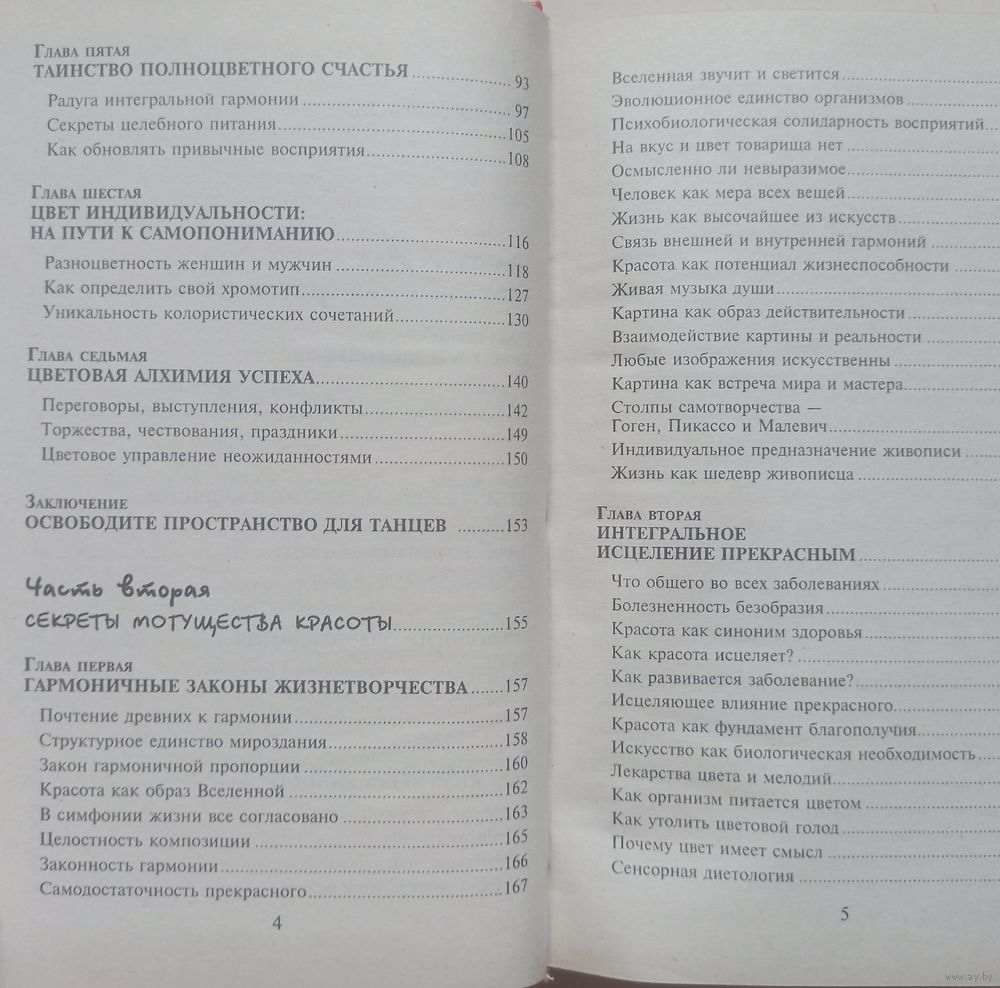 Глава пятая
ТАИНСТВО ПОЛНОЦВЕТНОГО СЧАСТЬЯ 93
Радуга интегральной гармонии 97
Секреты целебного питания 105
Как обновлять привычные восприятия 108
Глава шестая
ЦВЕТ ИНДИВИДУАЛЬНОСТИ:
НА ПУТИ К САМОПОНИМАНИЮ 116
Разноцветность женщин и мужчин 118
Как определить свой хромотип 127
Уникальность колористических сочетаний 130
Глава седьмая
ЦВЕТОВАЯ АЛХИМИЯ УСПЕХА 140
Переговоры, выступления, конфликты 142
Торжества, чествования, праздники 149
Цветовое управление неожиданностями 150
Заключение
ОСВОБОДИТЕ ПРОСТРАНСТВО ДЛЯ ТАНЦЕВ 153
Часть вторая
СЕКРЕТЫ МОГУЩЕСТВА КРАСОТЫ 155
Глава первая
ГАРМОНИЧНЫЕ ЗАКОНЫ ЖИЗНЕТВОРЧЕСТВА 157
Почтение древних к гармонии 157
Структурное единство мироздания 158
Закон гармоничной пропорции 160
Красота как образ Вселенной 162
В симфонии жизни все согласовано 163
Целостность композиции 165
Законность гармонии 166
Самодостаточность прекрасного 167
4
Вселенная звучит и светится
Эволюционное единство организмов
Психобиологическая солидарность восприятий
На вкус и цвет товарища нет
Осмысленно ли невыразимое
Человек как мера всех вещей
Жизнь как высочайшее из искусств
Связь внешней и внутренней гармоний
Красота как потенциал жизнеспособности
Живая музыка души
Картина как образ действительности
Взаимодействие картины и реальности
Любые изображения искусственны
Картина как встреча мира и мастера
Столпы самотворчества —
Гоген, Пикассо и Малевич
Индивидуальное предназначение живописи
Жизнь как шедевр живописца
Глава вторая
ИНТЕГРАЛЬНОЕ
ИСЦЕЛЕНИЕ ПРЕКРАСНЫМ
Что общего во всех заболеваниях
Болезненность безобразия
Красота как синоним здоровья
Как красота исцеляет?
Как развивается заболевание?
Исцеляющее влияние прекрасного
Красота как фундамент благополучия
Искусство как биологическая необходимость
Лекарства цвета и мелодий
Как организм питается цветом
Как утолить цветовой голод
Почему цвет имеет смысл
Сенсорная диетология
5
www.ay.by